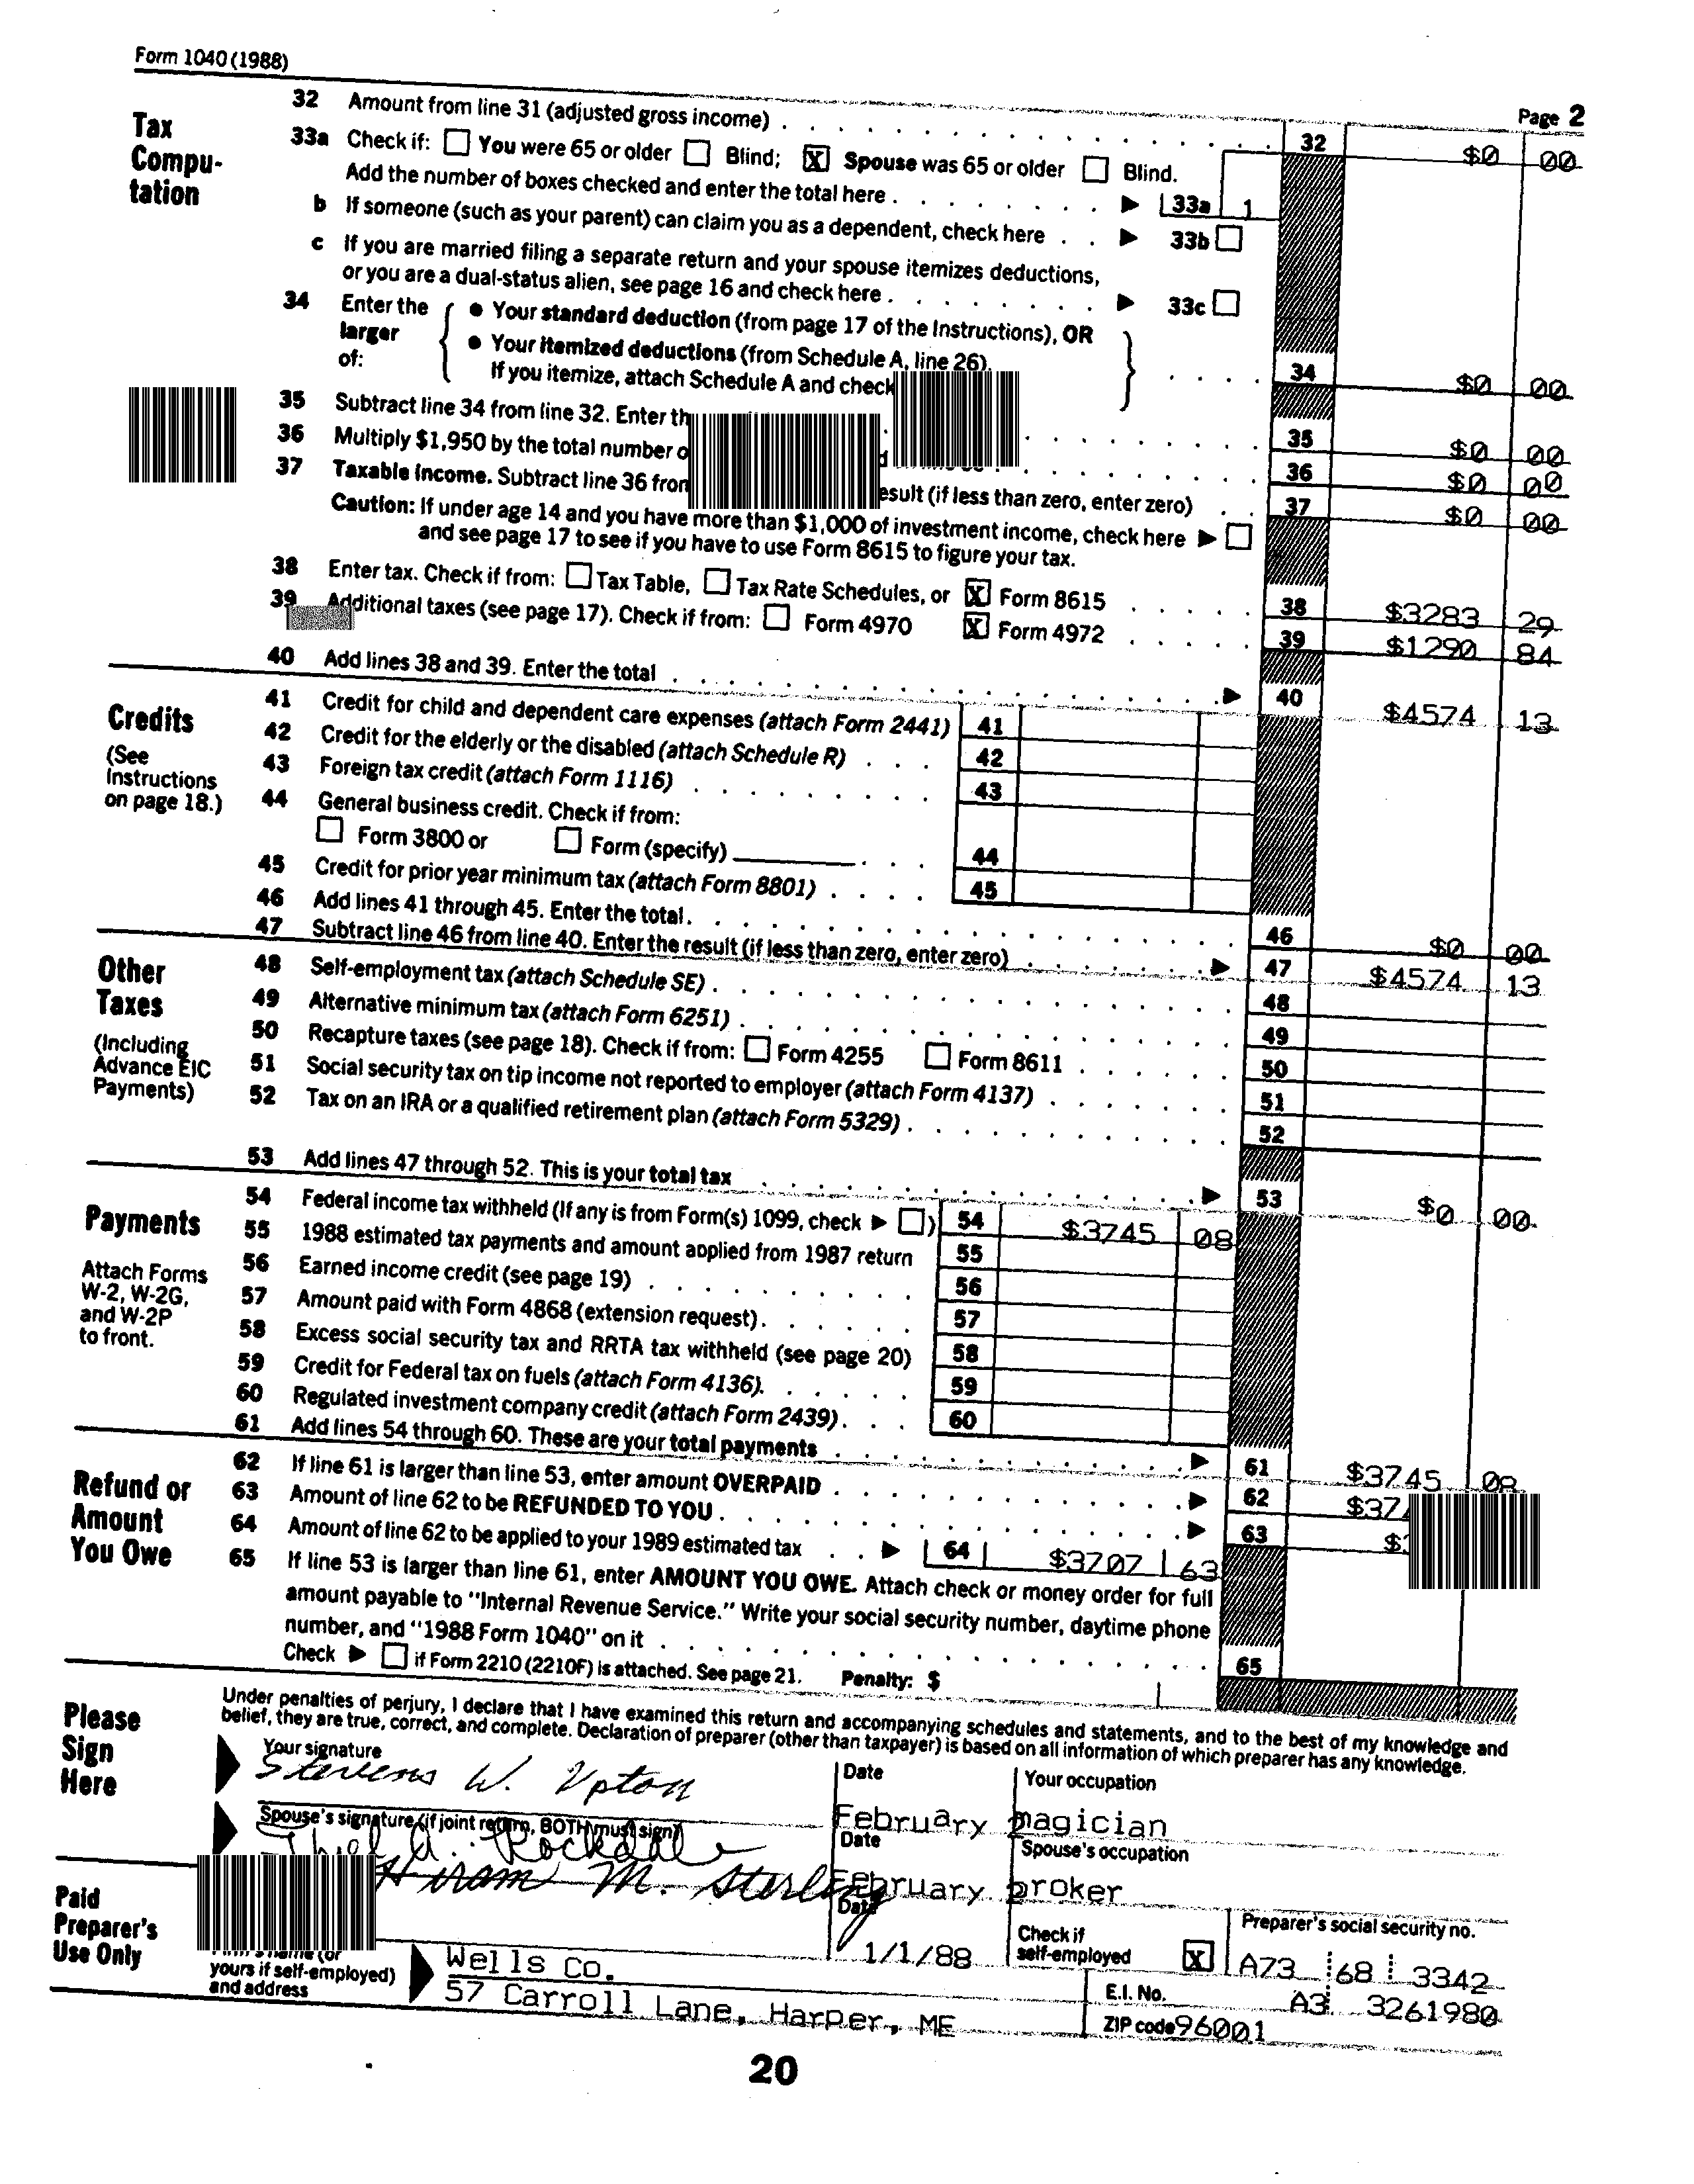 Form 1040 (1988)
Page 2
Tax Compu-
tation
32 Amount from line 31 (adjusted gross income) . . . 32 $0 00
33a Check if: You were 65 or older Blind; X Spouse was 65 or older Blind.
Add the number of boxes checked and enter the total here . . . 33a 1
b If someone (such as your parent) can claim you as a dependent, check here . . 33b
c If you are married filing a separate return and your spouse itemizes deductions,
or you are a dual-status alien, see page 16 and check here . . . 33c
34 Enter the larger of:
• Your standard deduction (from page 17 of the Instructions), OR
• Your itemized deductions (from Schedule A, line 26).
If you itemize, attach Schedule A and check
34 $0 00
35 Subtract line 34 from line 32. Enter th 35 $0 00
36 Multiply $1,950 by the total number o 36 $0 00
37 Taxable income. Subtract line 36 from esult (if less than zero, enter zero) . . 37 $0 00
Caution: If under age 14 and you have more than $1,000 of investment income, check here
and see page 17 to see if you have to use Form 8615 to figure your tax.
38 Enter tax. Check if from: Tax Table, Tax Rate Schedules, or X Form 8615 . . . 38 $3283 29
39 Additional taxes (see page 17). Check if from: Form 4970 X Form 4972 . . . 39 $1290 84
40 Add lines 38 and 39. Enter the total . . . 40 $4574 13
Credits
(See
Instructions
on page 18.)
41 Credit for child and dependent care expenses (attach Form 2441) 41
42 Credit for the elderly or the disabled (attach Schedule R) . . . 42
43 Foreign tax credit (attach Form 1116) . . . 43
44 General business credit. Check if from:
Form 3800 or Form (specify) . . . 44
45 Credit for prior year minimum tax (attach Form 8801) . . . 45
46 Add lines 41 through 45. Enter the total . . . 46 $0 00
47 Subtract line 46 from line 40. Enter the result (if less than zero, enter zero) . . . 47 $4574 13
Other
Taxes
(Including
Advance EIC
Payments)
48 Self-employment tax (attach Schedule SE) . . . 48
49 Alternative minimum tax (attach Form 6251) . . . 49
50 Recapture taxes (see page 18). Check if from: Form 4255 Form 8611 . . . 50
51 Social security tax on tip income not reported to employer (attach Form 4137) . . . 51
52 Tax on an IRA or a qualified retirement plan (attach Form 5329) . . . 52
53 Add lines 47 through 52. This is your total tax . . . 53 $0 00
Payments
Attach Forms
W-2, W-2G,
and W-2P
to front.
54 Federal income tax withheld (If any is from Form(s) 1099, check ) 54 $3745 08
55 1988 estimated tax payments and amount applied from 1987 return 55
56 Earned income credit (see page 19) . . . 56
57 Amount paid with Form 4868 (extension request) . . . 57
58 Excess social security tax and RRTA tax withheld (see page 20) 58
59 Credit for Federal tax on fuels (attach Form 4136) . . . 59
60 Regulated investment company credit (attach Form 2439) . . . 60
61 Add lines 54 through 60. These are your total payments . . . 61 $3745 08
Refund or
Amount
You Owe
62 If line 61 is larger than line 53, enter amount OVERPAID . . . 62 $37
63 Amount of line 62 to be REFUNDED TO YOU . . . 63 $
64 Amount of line 62 to be applied to your 1989 estimated tax . . 64 $3707 63
65 If line 53 is larger than line 61, enter AMOUNT YOU OWE. Attach check or money order for full
amount payable to "Internal Revenue Service." Write your social security number, daytime phone
number, and "1988 Form 1040" on it . . . 65
Check if Form 2210 (2210F) is attached. See page 21. Penalty: $
Please
Sign
Here
Under penalties of perjury, I declare that I have examined this return and accompanying schedules and statements, and to the best of my knowledge and
belief, they are true, correct, and complete. Declaration of preparer (other than taxpayer) is based on all information of which preparer has any knowledge.
Your signature Date Your occupation
Stevens W. Upton February magician
Spouse's signature (if joint return, BOTH must sign) Date Spouse's occupation
A. Rockdale February broker
Paid
Preparer's
Use Only
Hiram M. Sterling Date 1/1/88
Check if
self-employed X
Preparer's social security no.
A73 68 3342
yours if self-employed)
and address
Wells Co.
57 Carroll Lane, Harper, ME
E.I. No. A3 3261980
ZIP code 96001
20